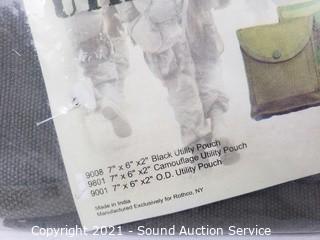 9008 7" x 6" x2" Black Utility Pouch
9801 7" x 6" x2" Camouflage Utility Pouch
9001 7" x 6" x2" O.D. Utility Pouch
Made in India
Manufactured Exclusively for Rothco, NY
Copyright 2021 - Sound Auction Service